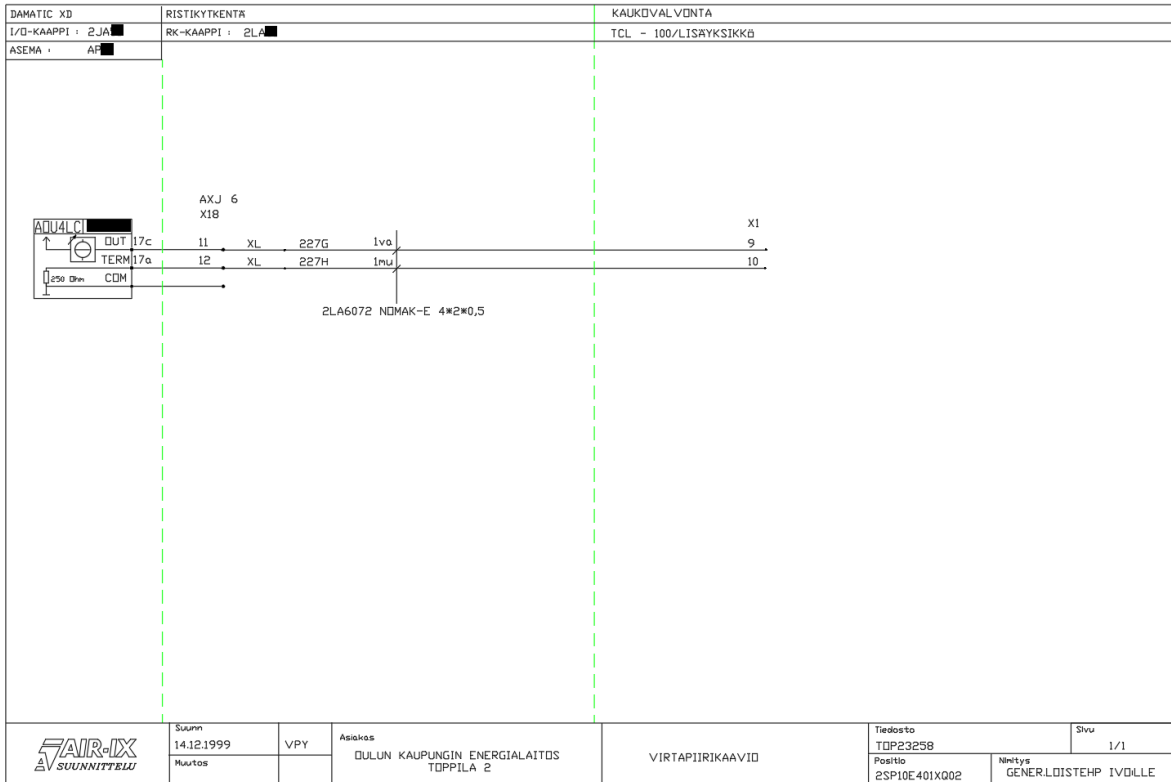 DAMATIC XD
RISTIKYTKENTÄ
KAUKOVALVONTA
I/O-KAAPPI : 2JA
RK-KAAPPI : 2LA
TCL - 100/LISÄYKSIKKÖ
ASEMA : AP
AXJ 6
X18
X1
AOU4LC
OUT 17c 11 XL 227G 1va 9
TERM 17a 12 XL 227H 1mu 10
250 Ohm COM
2LA6072 NOMAK-E 4*2*0,5
AIR-IX
SUUNNITTELU
Suunn
14.12.1999
VPY
Muutos
Asiakas
OULUN KAUPUNGIN ENERGIALAITOS
TOPPILA 2
VIRTAPIIRIKAAVIO
Tiedosto
TOP23258
Sivu
1/1
Positio
2SP10E401XQ02
Nimitys
GENER.LOISTEHP IVOILLE